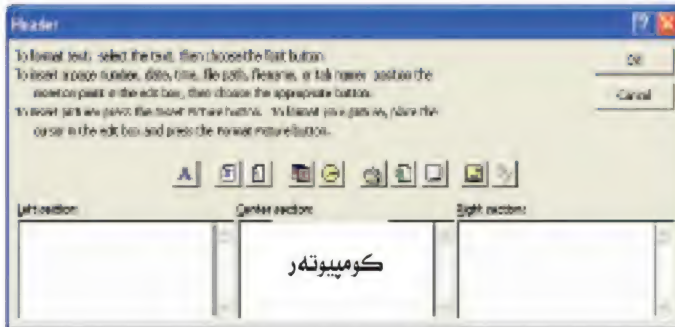 Header
To format text: select the text, then choose the Font button.
To insert a page number, date, time, file path, filename, or tab name: position the
insertion point in the edit box, then choose the appropriate button.
To insert picture: press the Insert Picture button. To format your picture, place the
cursor in the edit box and press the Format Picture button.
OK
Cancel
A
Left section:
Center section:
Right section:
كومپیوتەر